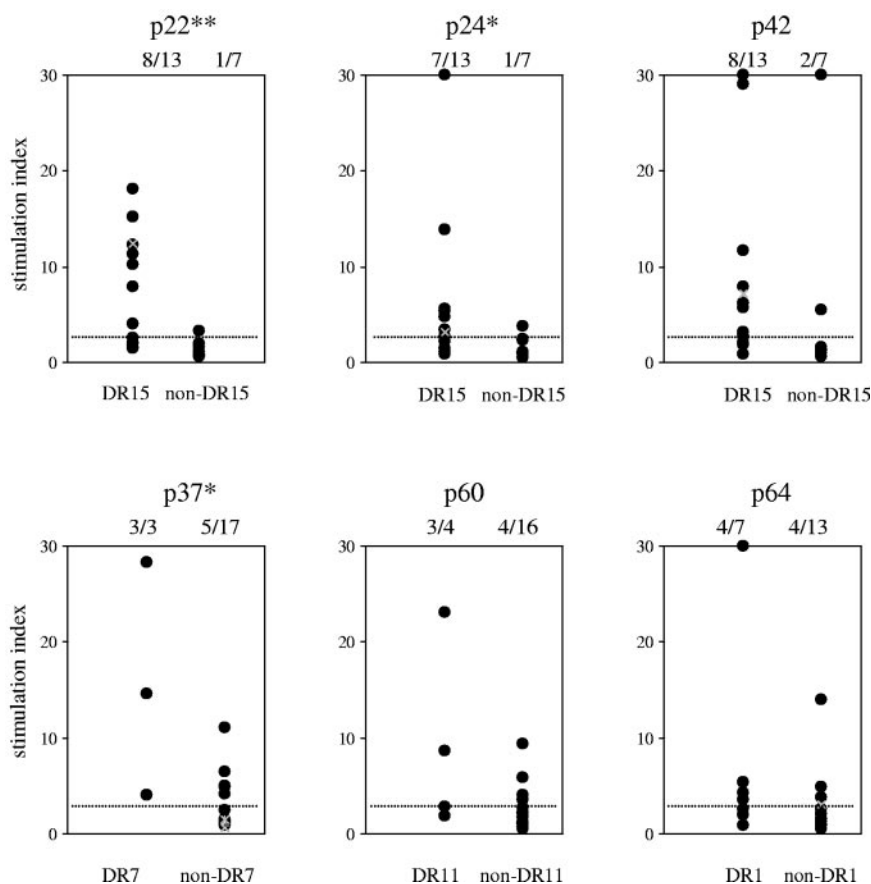 p22** p24* p42
8/13 1/7 7/13 1/7 8/13 2/7
30 30 30
20 20 20
10 10 10
0 0 0
stimulation index
DR15 non-DR15 DR15 non-DR15 DR15 non-DR15
p37* p60 p64
3/3 5/17 3/4 4/16 4/7 4/13
30 30 30
20 20 20
10 10 10
0 0 0
stimulation index
DR7 non-DR7 DR11 non-DR11 DR1 non-DR1